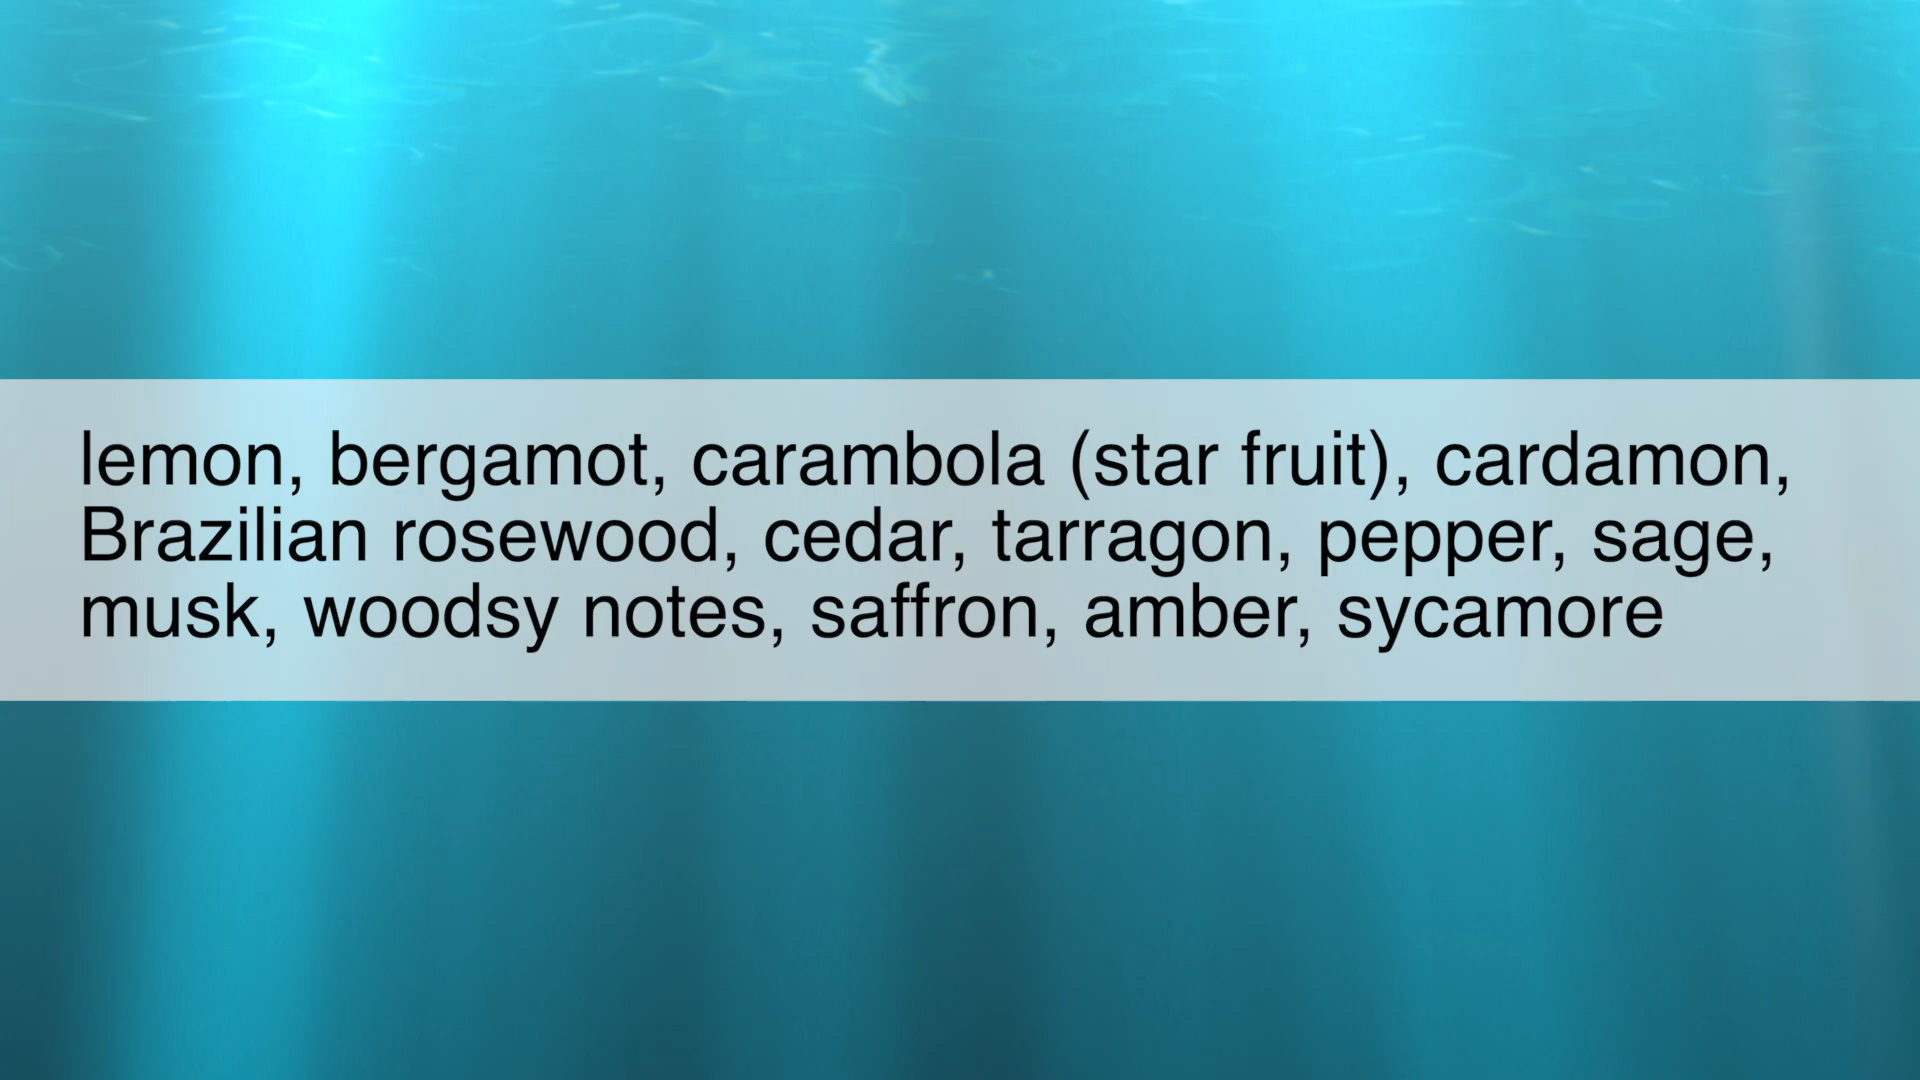 lemon, bergamot, carambola (star fruit), cardamon,
Brazilian rosewood, cedar, tarragon, pepper, sage,
musk, woodsy notes, saffron, amber, sycamore